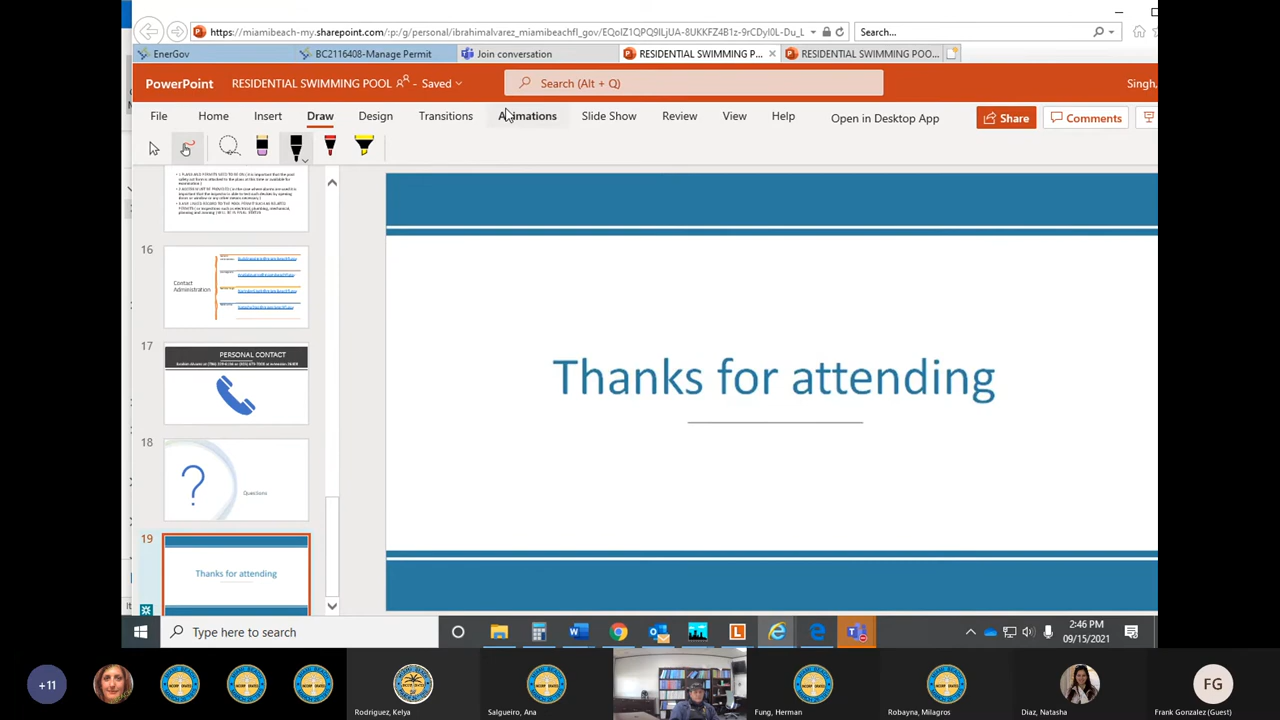 https://miamibeach-my.sharepoint.com/:p:/g/personal/ibrahimalvarez_miamibeachfl_gov/EQoIZ1QPQ9lLjUA-8UKKFZ4B1z-9rCDyI0L-Du_L
Search...
EnerGov
BC2116408-Manage Permit
Join conversation
RESIDENTIAL SWIMMING P...
RESIDENTIAL SWIMMING POO...
PowerPoint
RESIDENTIAL SWIMMING POOL
- Saved
Search (Alt + Q)
Singh,
File
Home
Insert
Draw
Design
Transitions
Animations
Slide Show
Review
View
Help
Open in Desktop App
Share
Comments
16
Contact
Administration
17
PERSONAL CONTACT
18
?
Questions
19
Thanks for attending
Thanks for attending
Type here to search
2:46 PM
09/15/2021
+11
Rodriguez, Kelya
Salgueiro, Ana
Fung, Herman
Robayna, Milagros
Diaz, Natasha
FG
Frank Gonzalez (Guest)